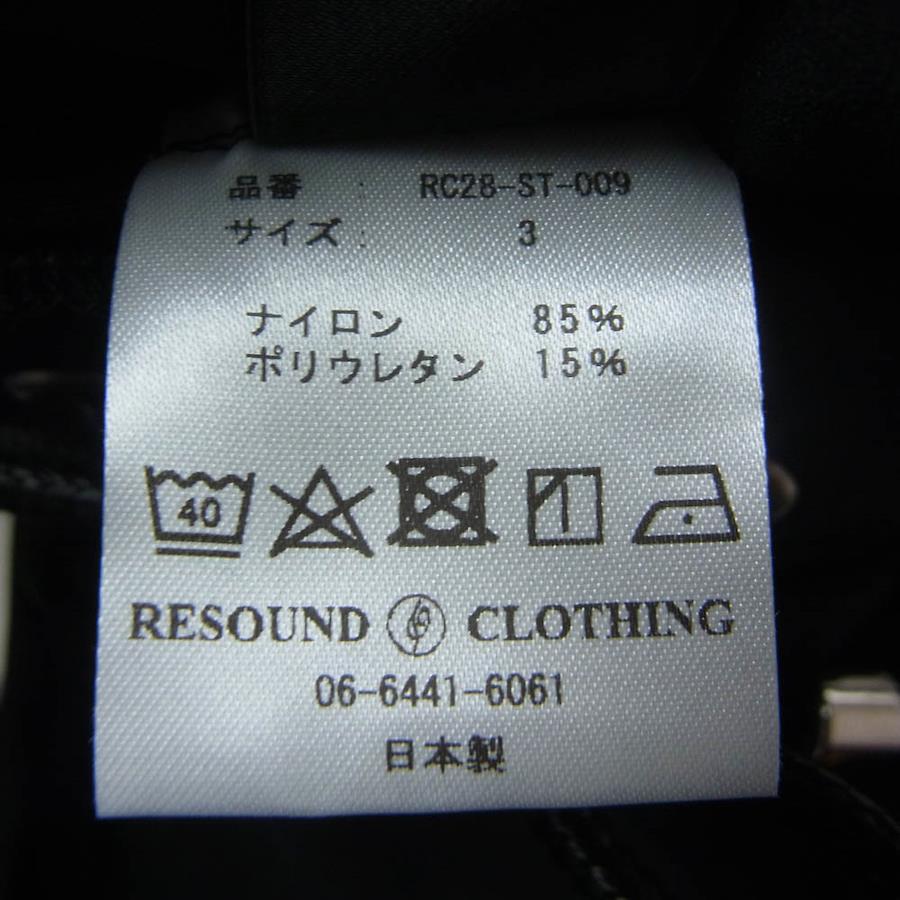 品番 : RC28-ST-009
サイズ : 3
ナイロン 85%
ポリウレタン 15%
40
RESOUND CLOTHING
06-6441-6061
日本製